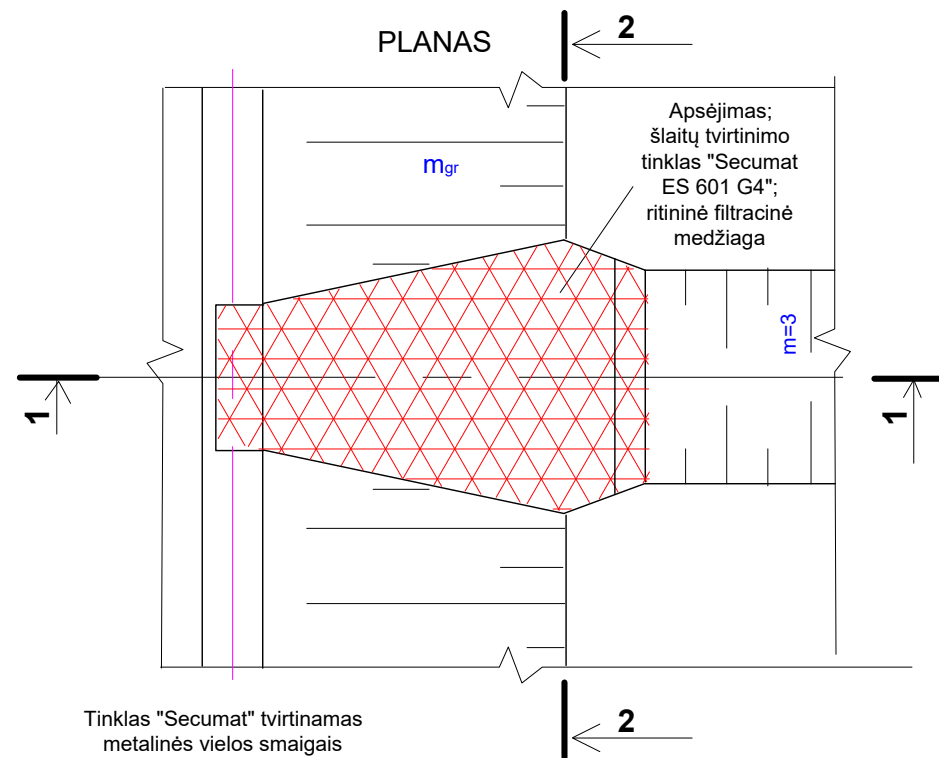 PLANAS
2
Apsėjimas;
šlaitų tvirtinimo
tinklas "Secumat
ES 601 G4";
ritininė filtracinė
medžiaga
mgr
m=3
1
1
2
Tinklas "Secumat" tvirtinamas
metalinės vielos smaigais